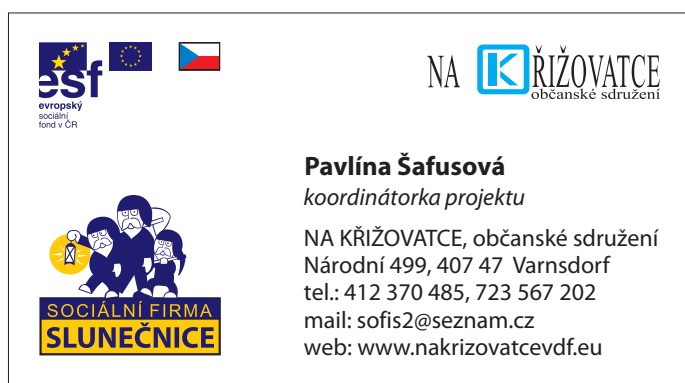 esf
evropský
sociální
fond v ČR
NA KŘIŽOVATCE
občanské sdružení
Pavlína Šafusová
koordinátorka projektu
NA KŘIŽOVATCE, občanské sdružení
Národní 499, 407 47 Varnsdorf
tel.: 412 370 485, 723 567 202
mail: sofis2@seznam.cz
web: www.nakrizovatcevdf.eu
SOCIÁLNÍ FIRMA
SLUNEČNICE